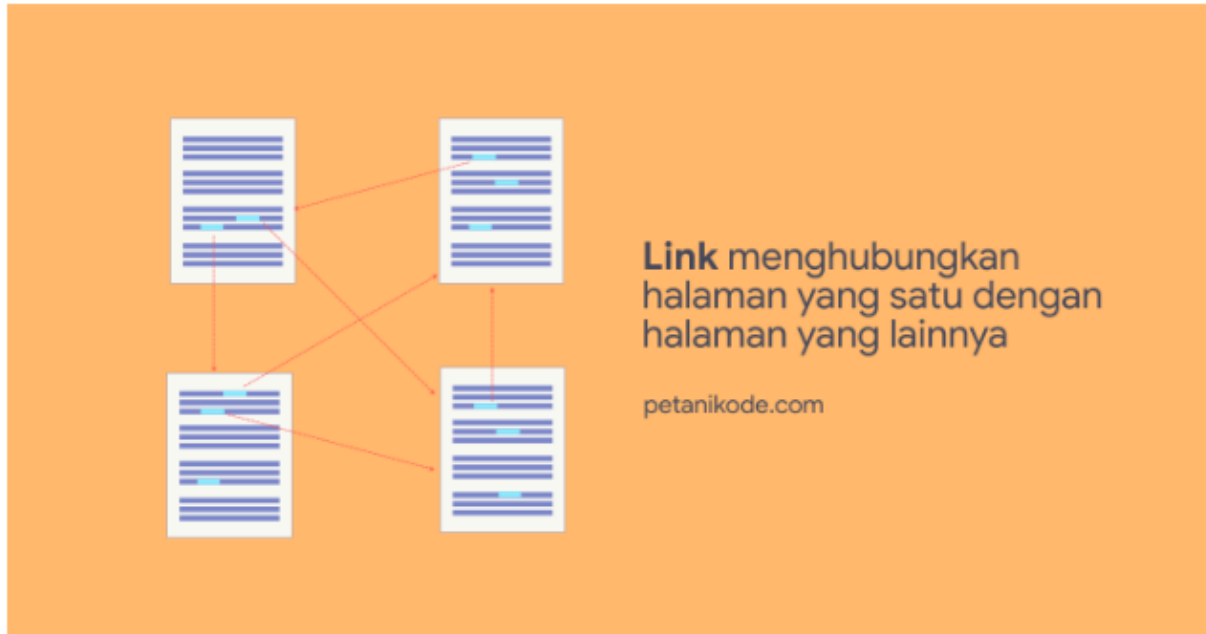 Link menghubungkan
halaman yang satu dengan
halaman yang lainnya
petanikode.com